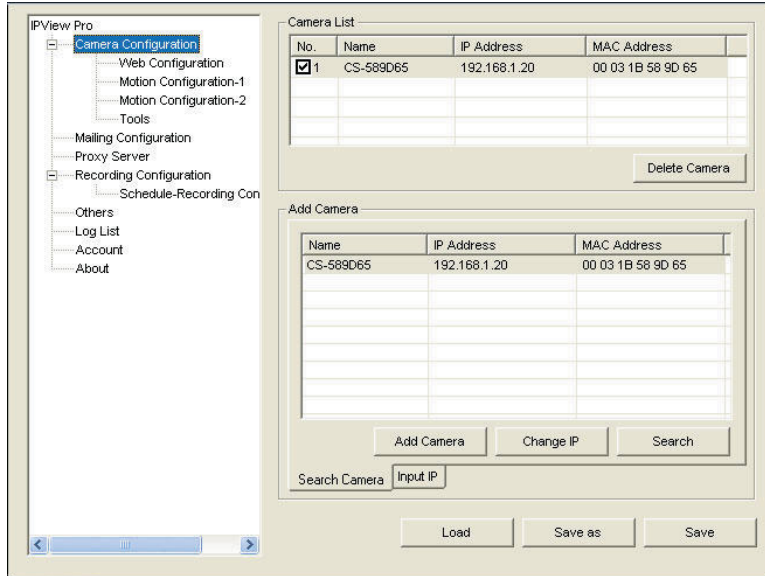 IPView Pro
Camera Configuration
Web Configuration
Motion Configuration-1
Motion Configuration-2
Tools
Mailing Configuration
Proxy Server
Recording Configuration
Schedule-Recording Con
Others
Log List
Account
About
Camera List
No. Name IP Address MAC Address
1 CS-589D65 192.168.1.20 00 03 1B 58 9D 65
Delete Camera
Add Camera
Name IP Address MAC Address
CS-589D65 192.168.1.20 00 03 1B 58 9D 65
Add Camera Change IP Search
Search Camera Input IP
Load Save as Save